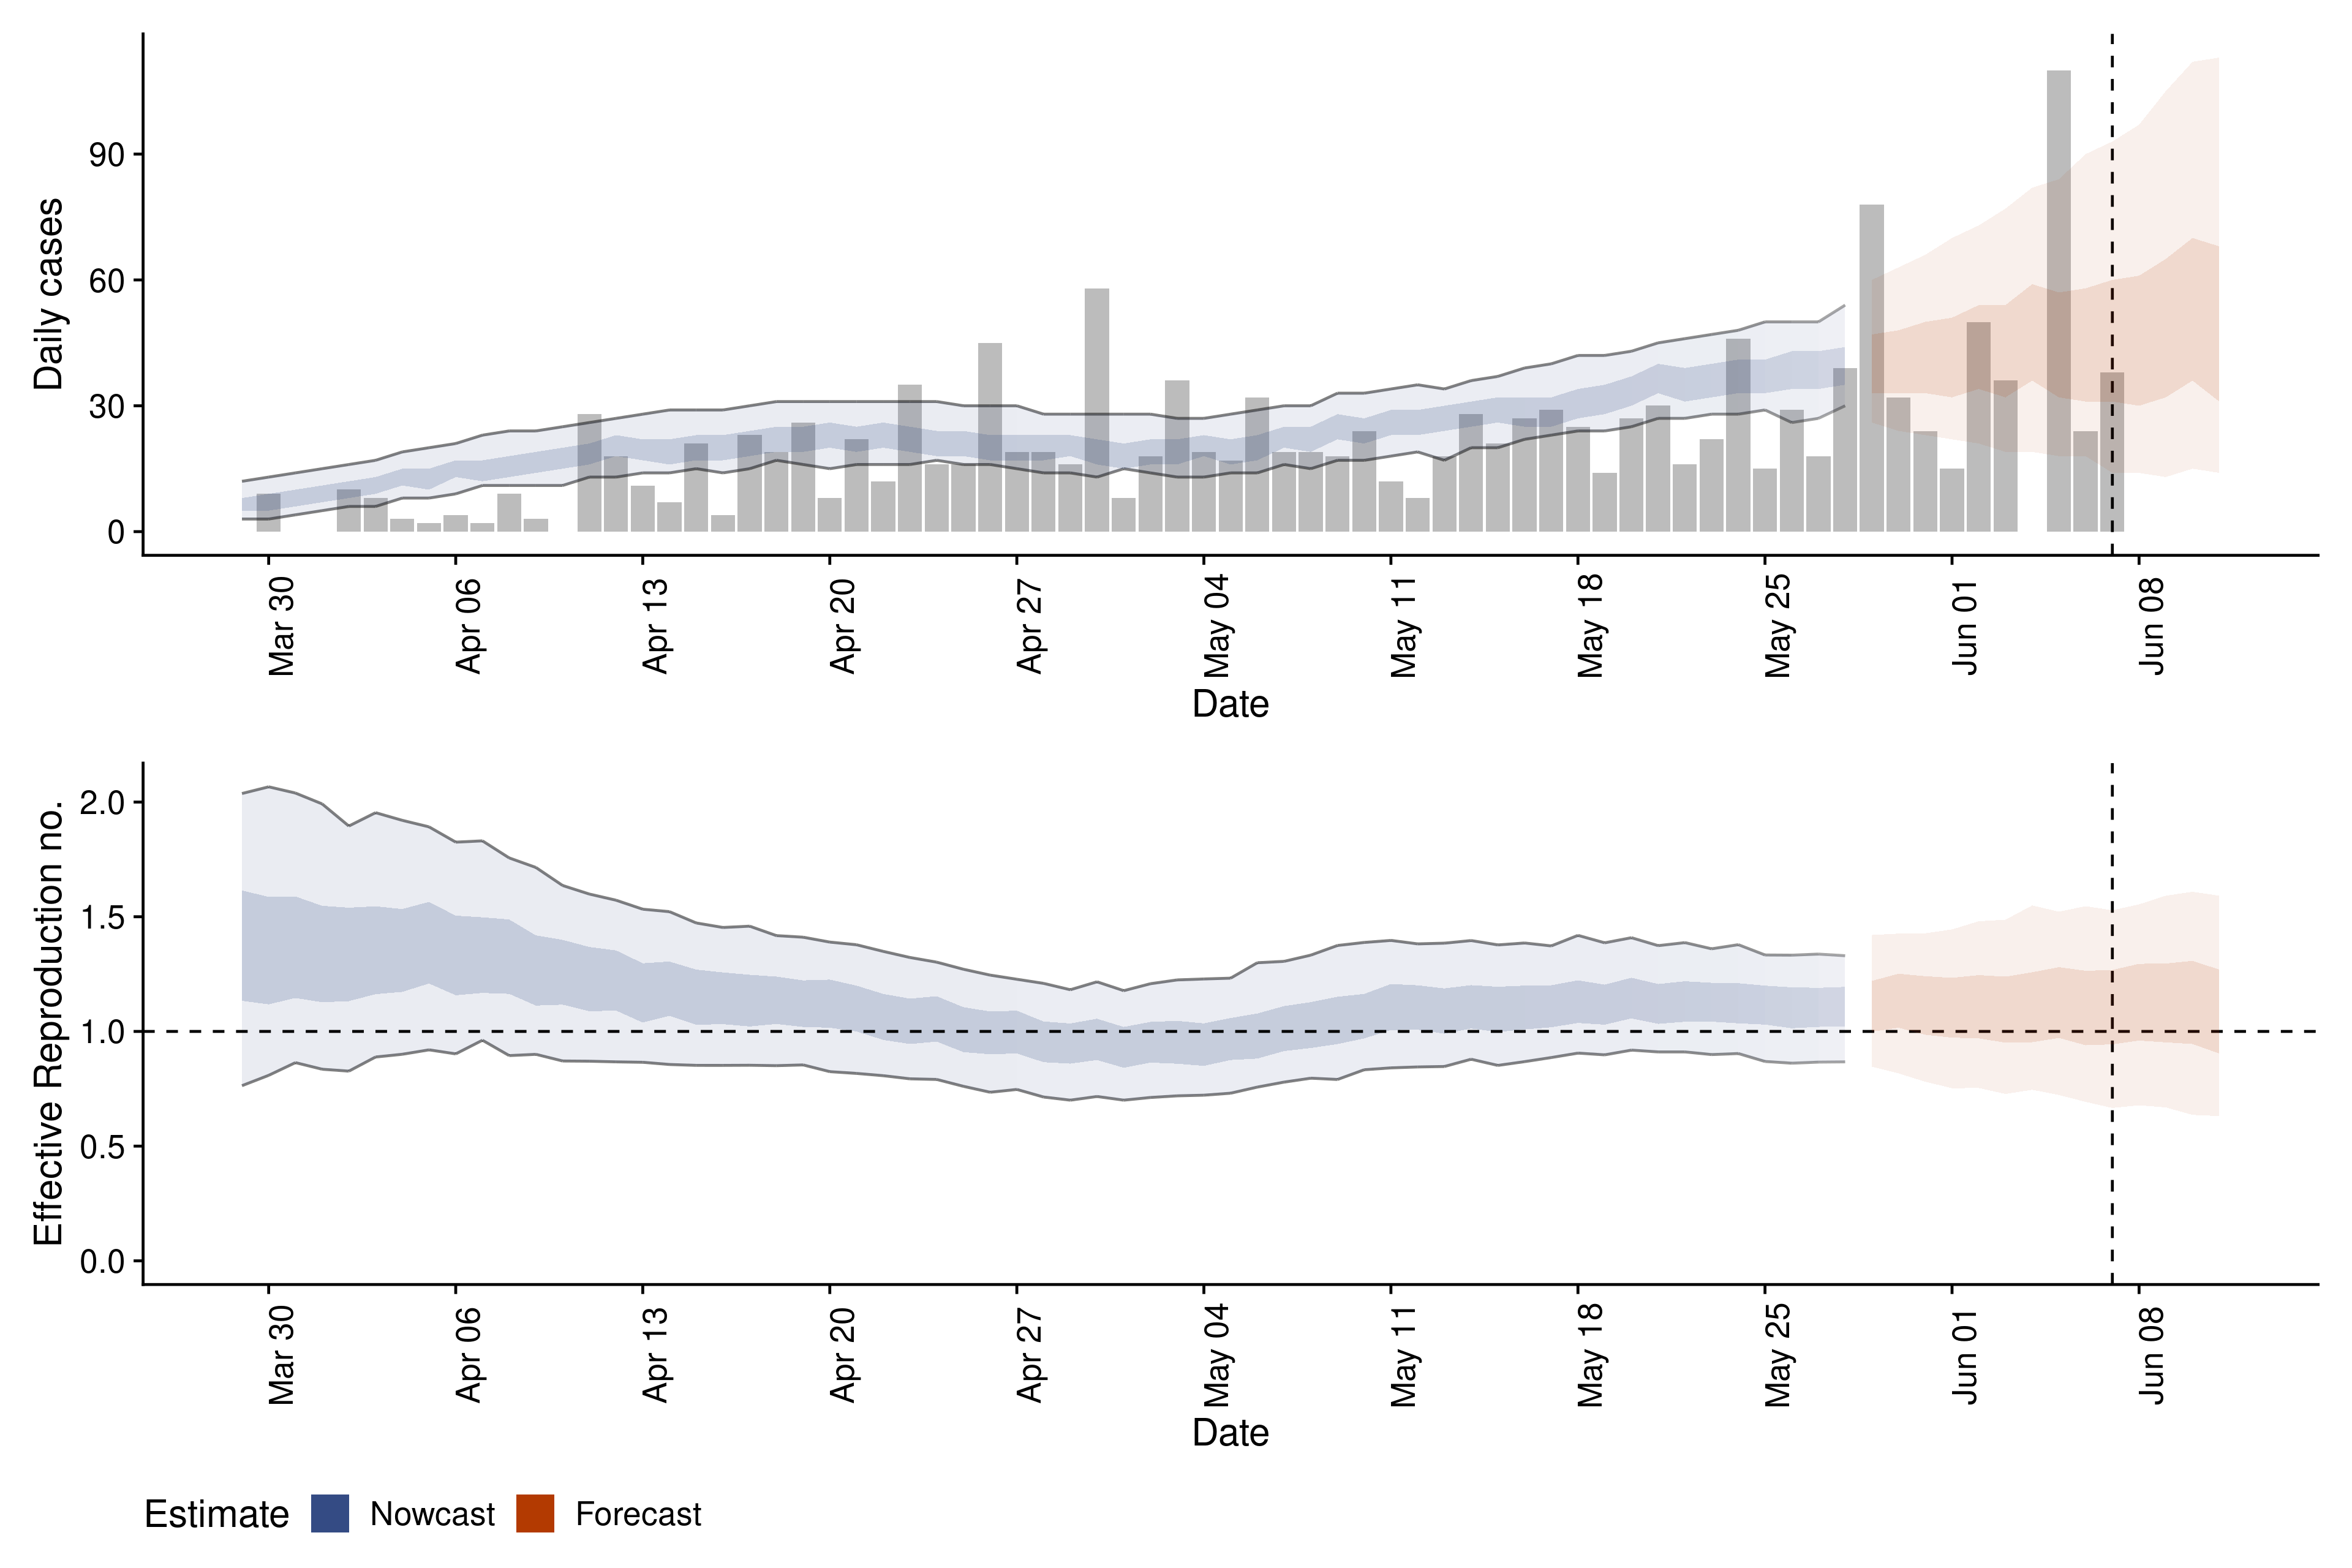 Daily cases
90
60
30
0
Mar 30
Apr 06
Apr 13
Apr 20
Apr 27
May 04
May 11
May 18
May 25
Jun 01
Jun 08
Date
Effective Reproduction no.
2.0
1.5
1.0
0.5
0.0
Mar 30
Apr 06
Apr 13
Apr 20
Apr 27
May 04
May 11
May 18
May 25
Jun 01
Jun 08
Date
Estimate Nowcast Forecast